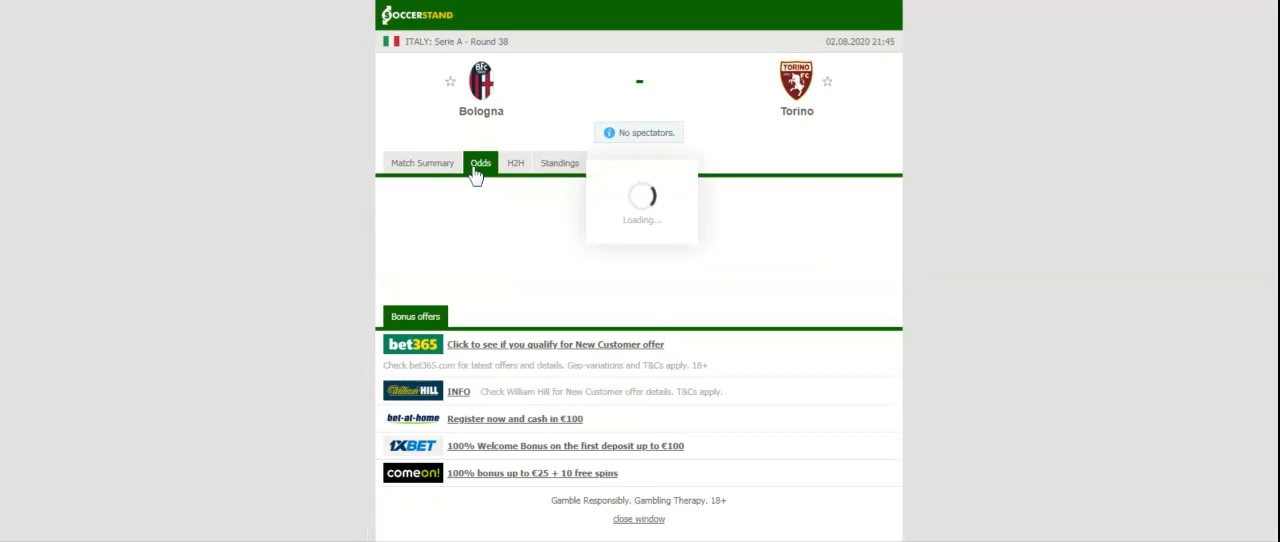 SOCCERSTAND
ITALY: Serie A - Round 38 02.08.2020 21:45
BFC TORINO FC
-
Bologna Torino
No spectators.
Match Summary Odds H2H Standings
Loading...
Bonus offers
bet365 Click to see if you qualify for New Customer offer
Check bet365.com for latest offers and details. Geo-variations and T&Cs apply. 18+
William HILL INFO Check William Hill for New Customer offer details. T&Cs apply.
bet-at-home Register now and cash in €100
1XBET 100% Welcome Bonus on the first deposit up to €100
comeon! 100% bonus up to €25 + 10 free spins
Gamble Responsibly. Gambling Therapy. 18+
close window